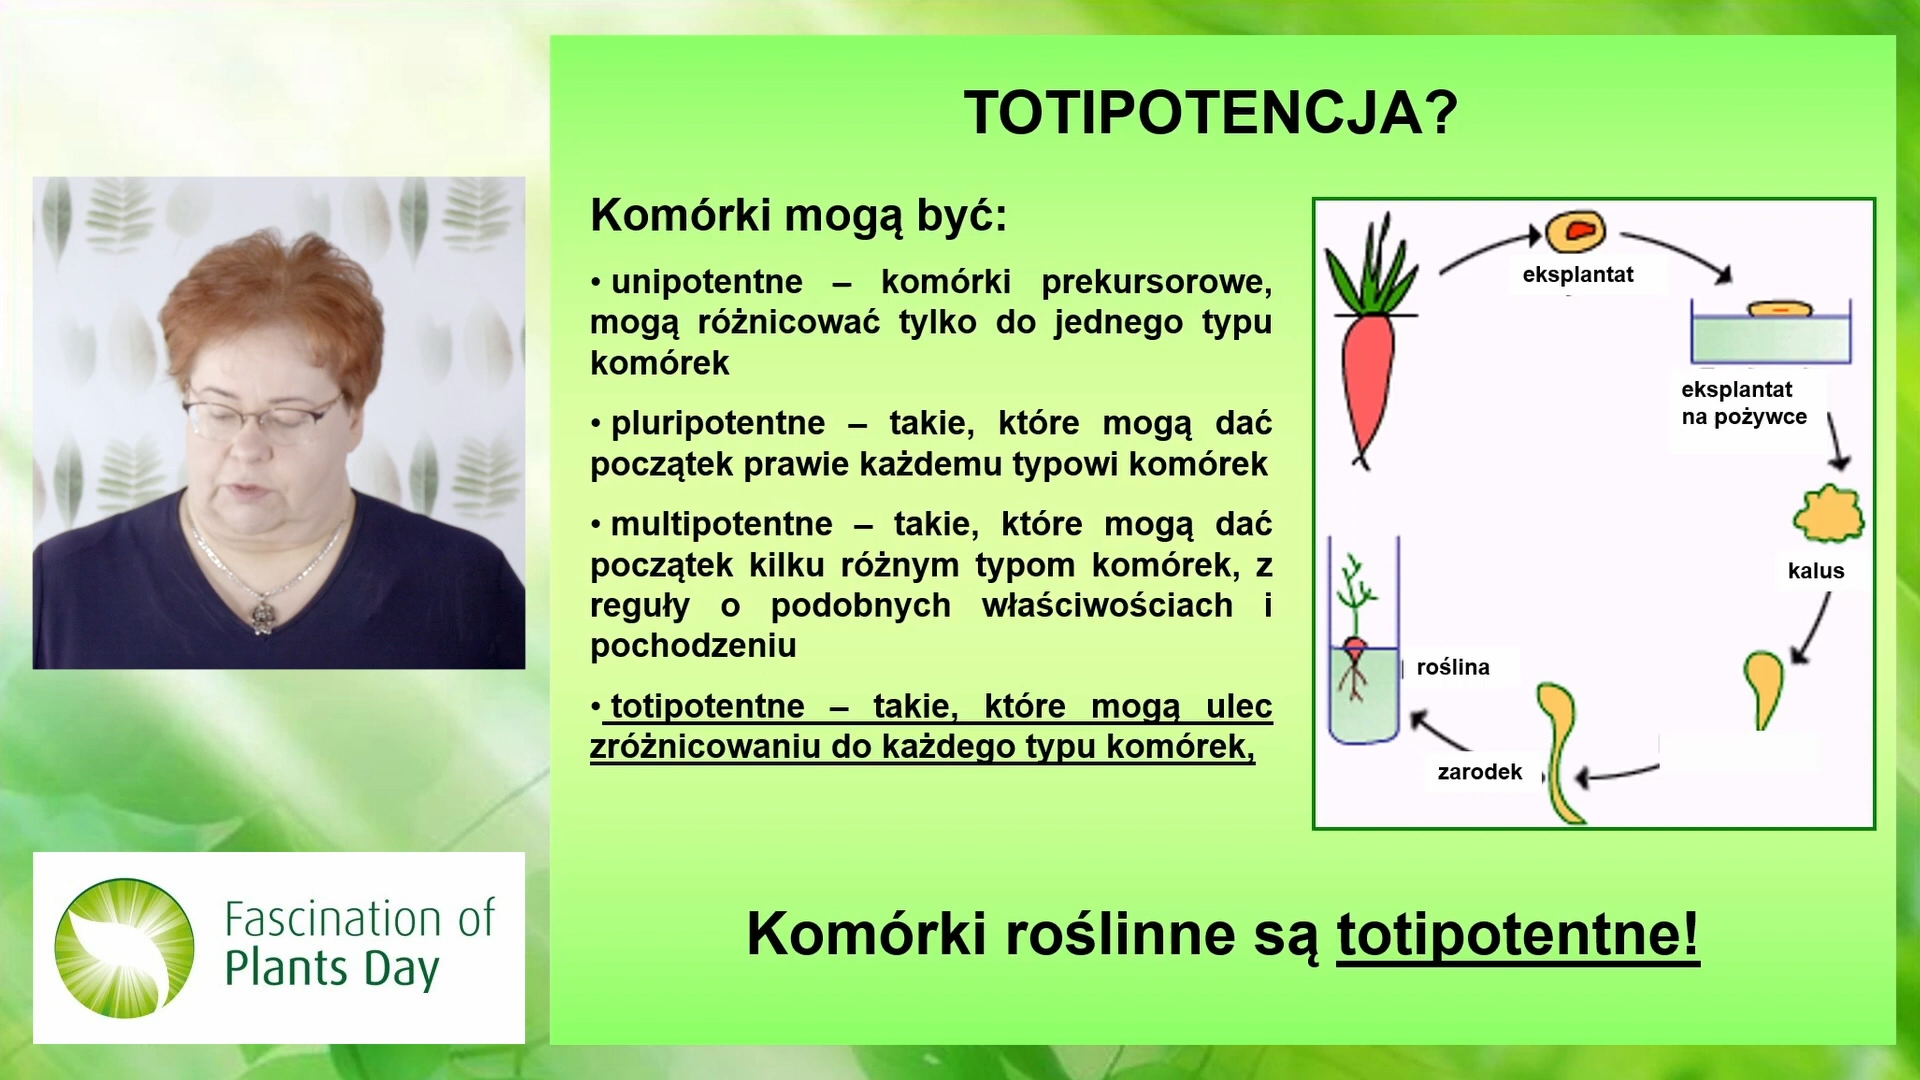 TOTIPOTENCJA?
Komórki mogą być:
• unipotentne – komórki prekursorowe,
mogą różnicować tylko do jednego typu
komórek
• pluripotentne – takie, które mogą dać
początek prawie każdemu typowi komórek
• multipotentne – takie, które mogą dać
początek kilku różnym typom komórek, z
reguły o podobnych właściwościach i
pochodzeniu
• totipotentne – takie, które mogą ulec
zróżnicowaniu do każdego typu komórek,
eksplantat
eksplantat
na pożywce
kalus
roślina
zarodek
Komórki roślinne są totipotentne!
Fascination of
Plants Day